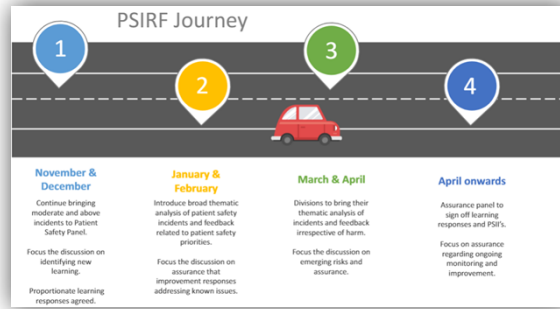 PSIRF Journey
1
2
3
4
November &
December
Continue bringing
moderate and above
incidents to Patient
Safety Panel.
Focus the discussion on
identifying new
learning.
Proportionate learning
responses agreed.
January &
February
Introduce broad thematic
analysis of patient safety
incidents and feedback
related to patient safety
priorities.
Focus the discussion on
assurance that
improvement responses
addressing known issues.
March & April
Divisions to bring their
thematic analysis of
incidents and feedback
irrespective of harm.
Focus the discussion on
emerging risks and
assurance.
April onwards
Assurance panel to
sign off learning
responses and PSII's.
Focus on assurance
regarding ongoing
monitoring and
improvement.